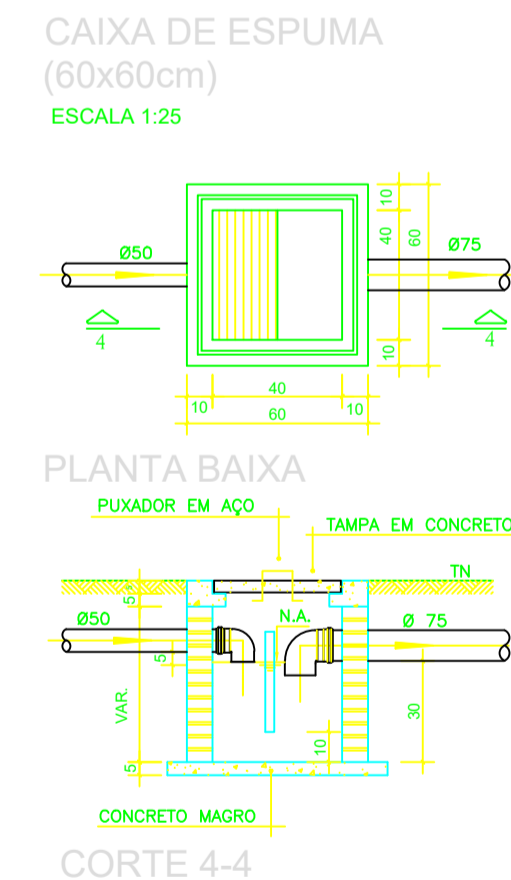 CAIXA DE ESPUMA
(60x60cm)
ESCALA 1:25
Ø50
Ø75
10
40
60
10
4
4
10
40
10
60
PLANTA BAIXA
PUXADOR EM AÇO
TAMPA EM CONCRETO
TN
5
5
Ø50
N.A.
Ø 75
5
VAR.
30
10
5
CONCRETO MAGRO
CORTE 4-4